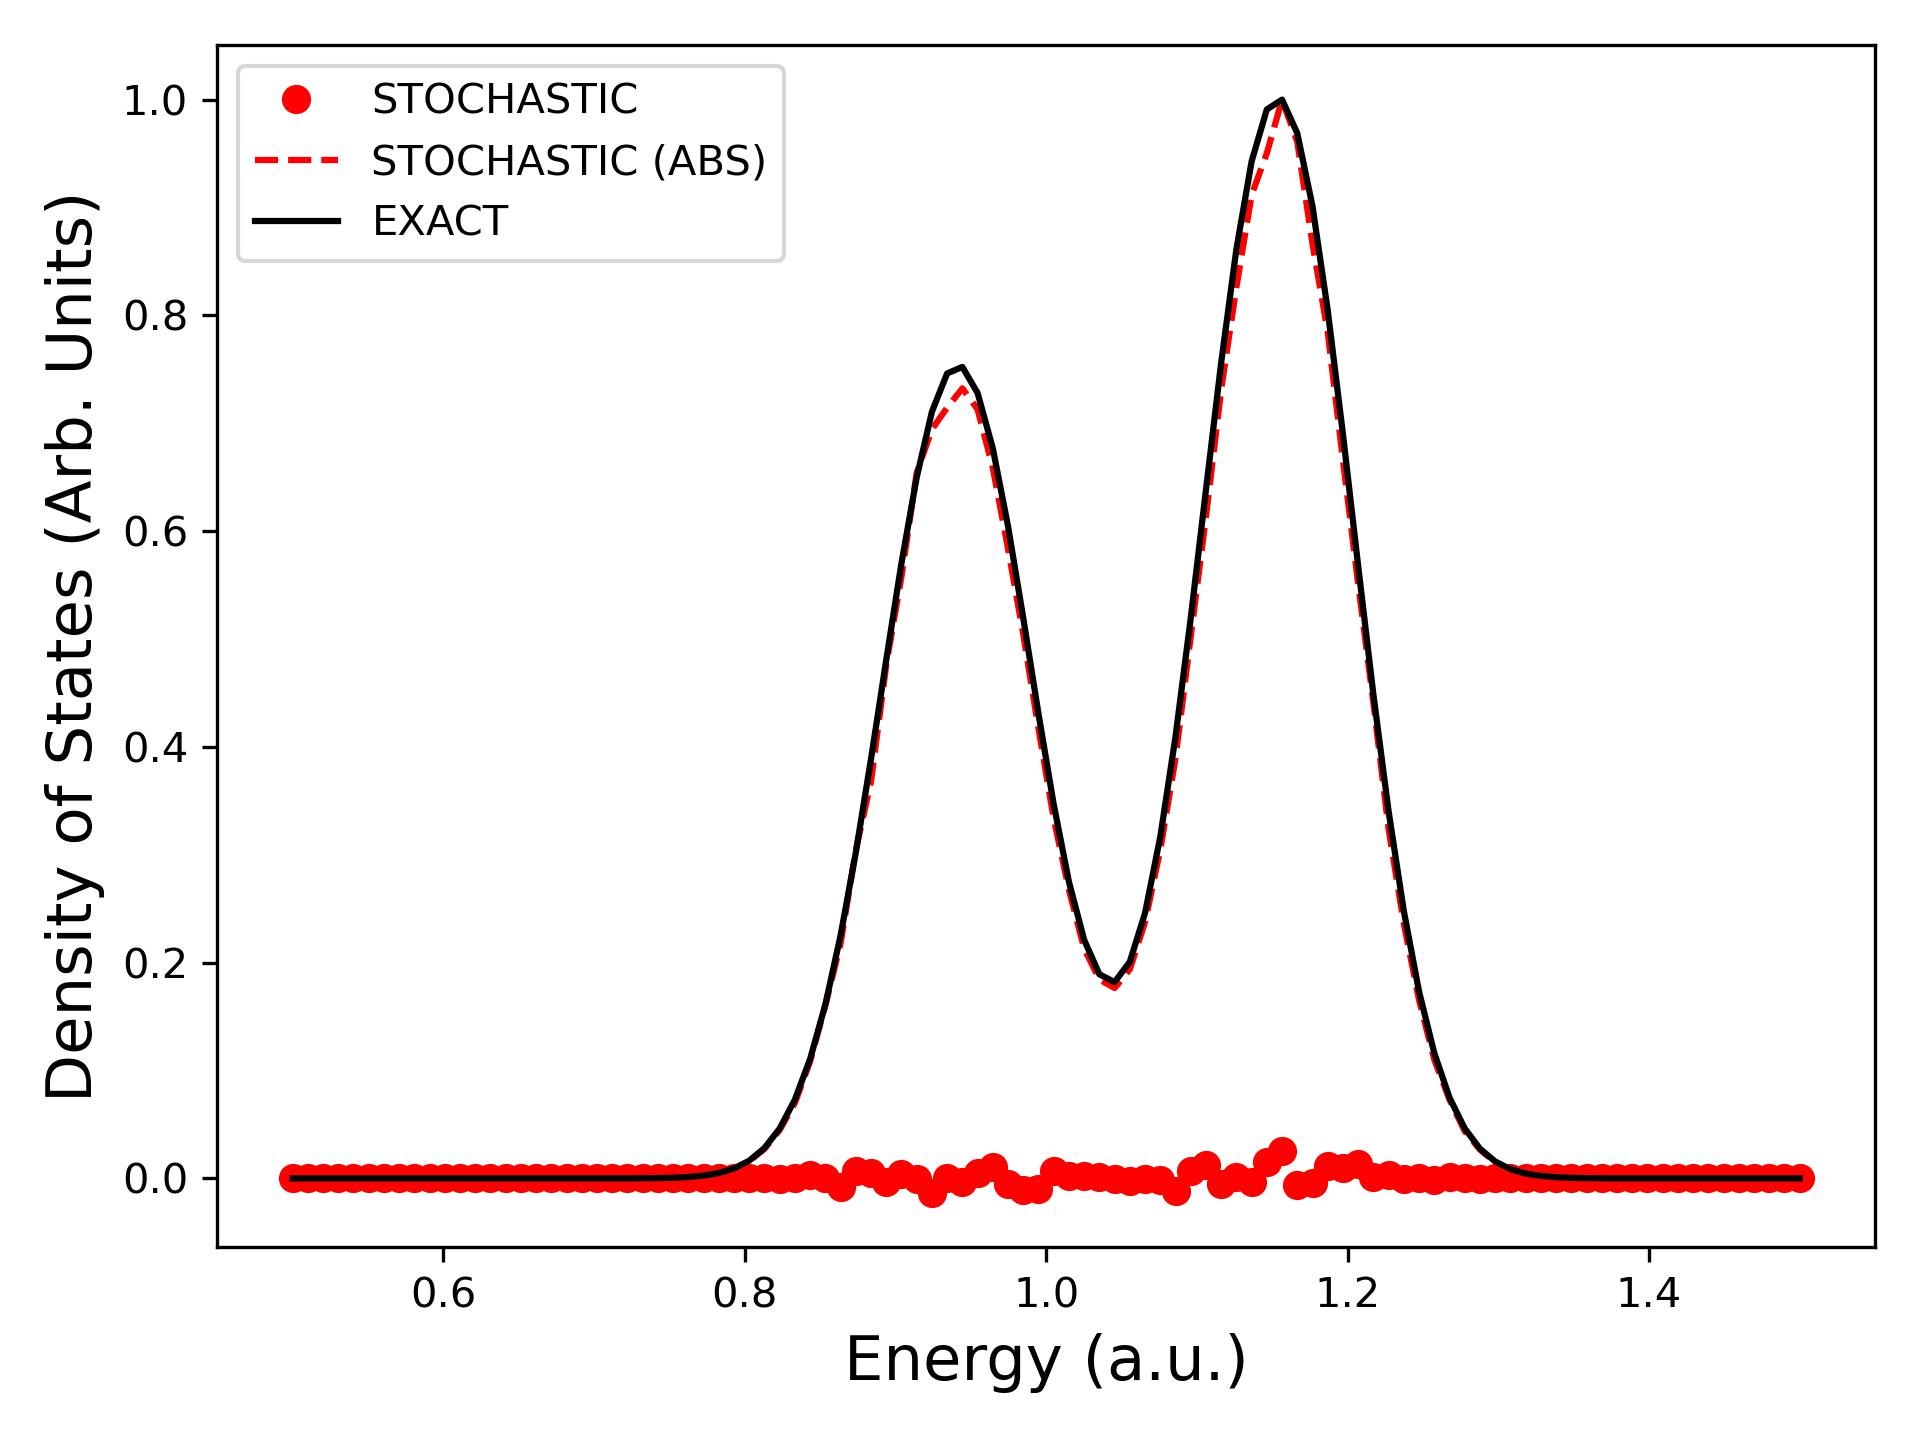 STOCHASTIC
STOCHASTIC (ABS)
EXACT
Density of States (Arb. Units)
1.0
0.8
0.6
0.4
0.2
0.0
0.6 0.8 1.0 1.2 1.4
Energy (a.u.)